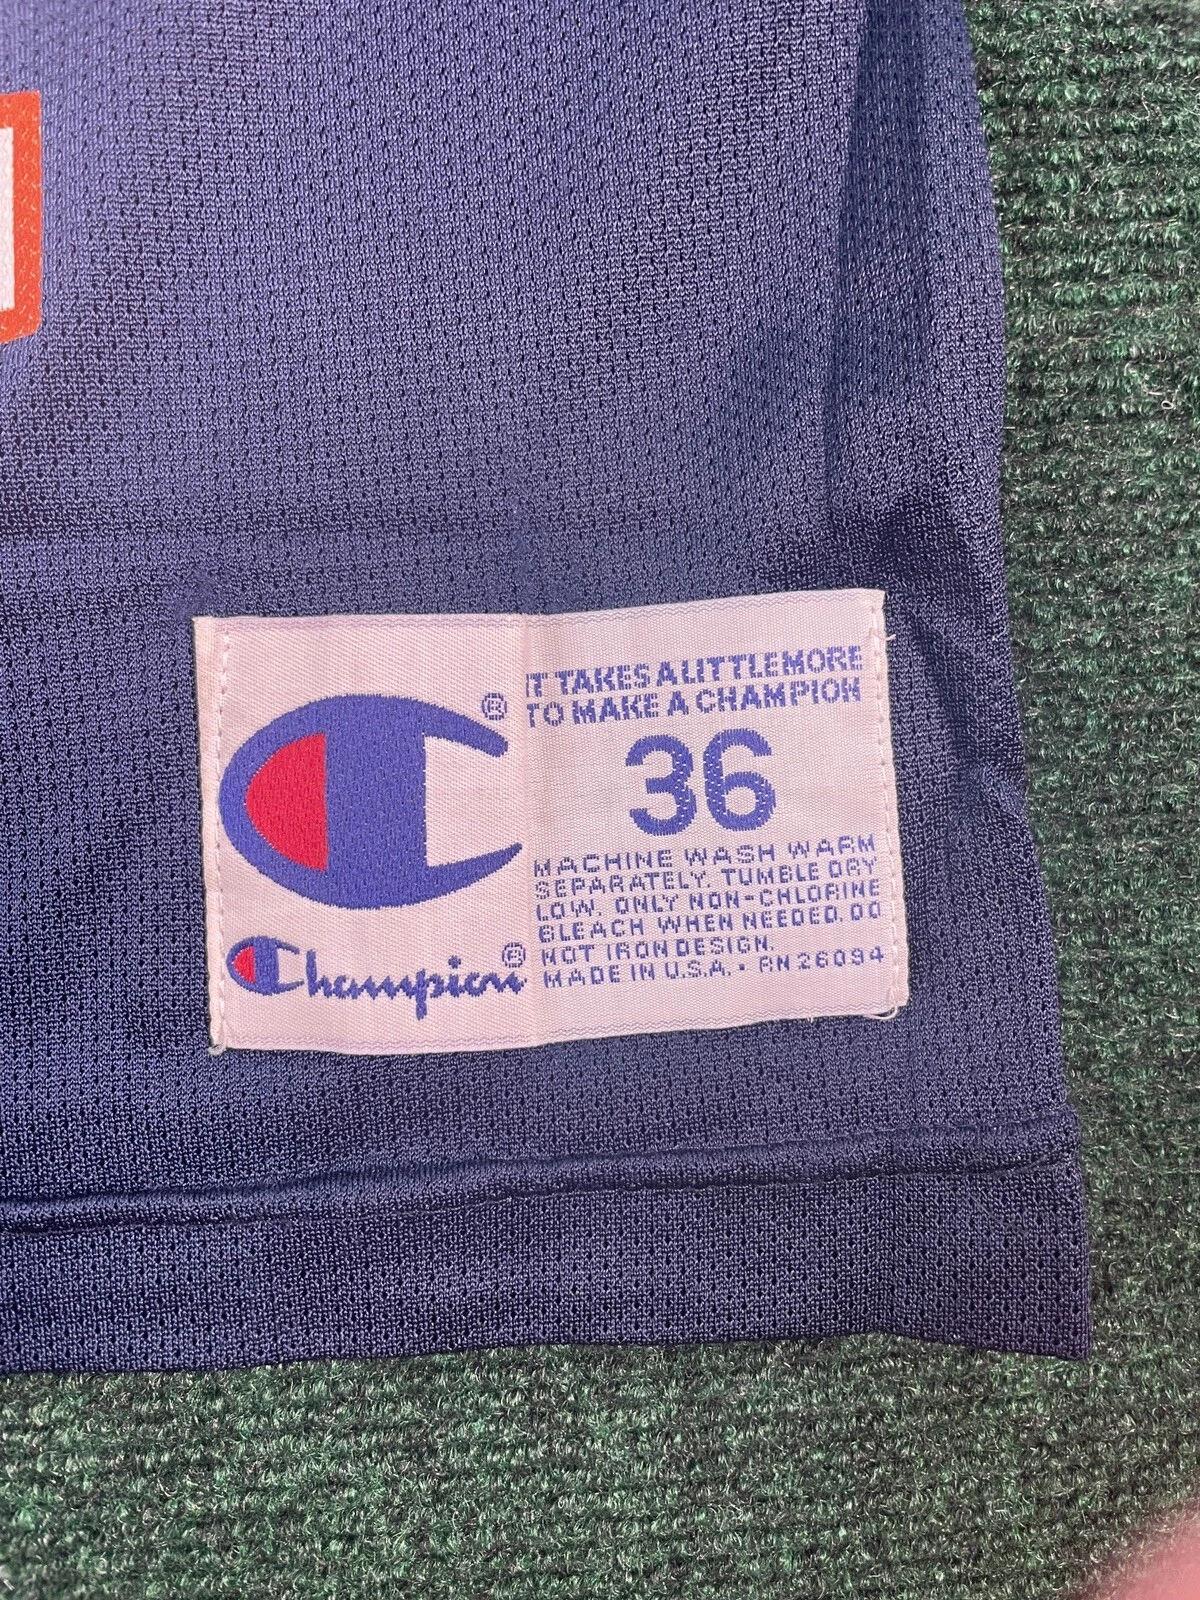 ®
IT TAKES A LITTLE MORE
TO MAKE A CHAMPION
36
MACHINE WASH WARM
SEPARATELY. TUMBLE DRY
LOW. ONLY NON-CHLORINE
BLEACH WHEN NEEDED. DO
NOT IRON DESIGN.
MADE IN U.S.A. • RN 26094
Champion®